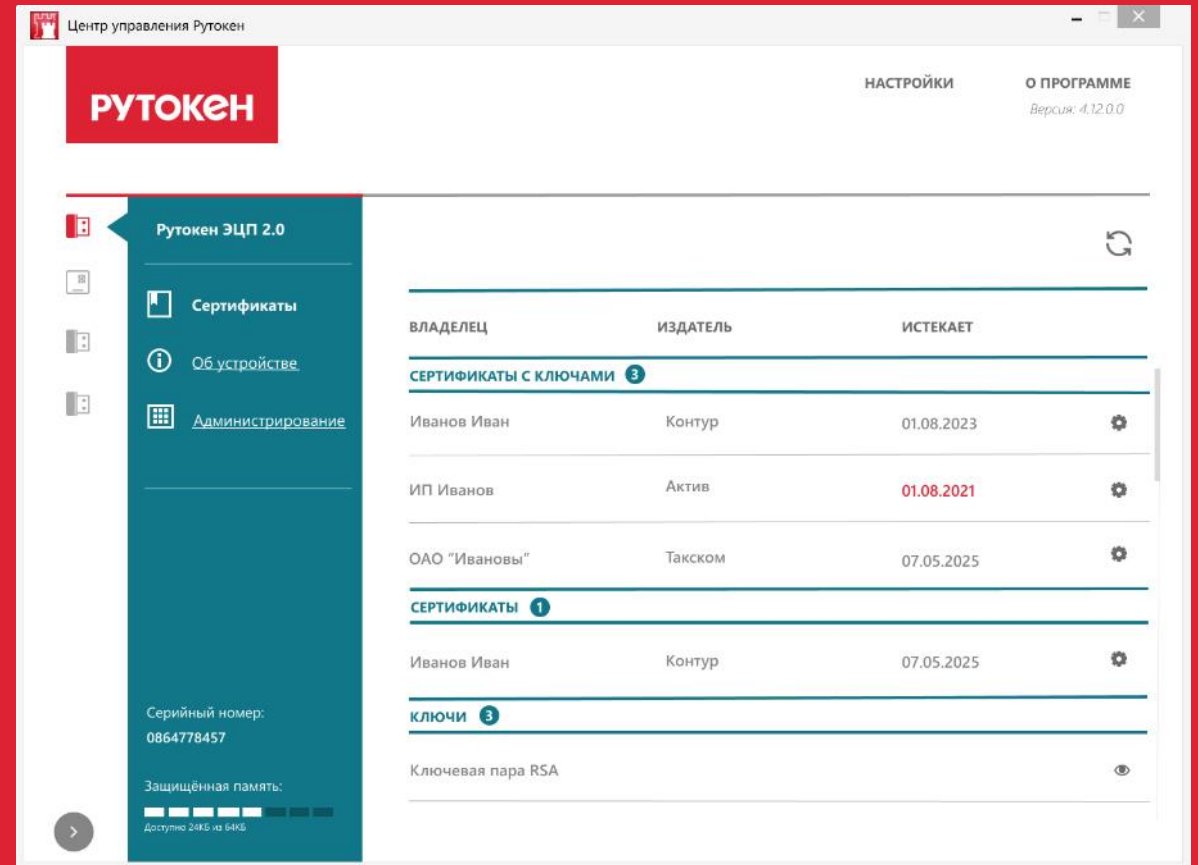 Центр управления Рутокен
РУТОКЕН
НАСТРОЙКИ
О ПРОГРАММЕ
Версия: 4.12.0.0
Рутокен ЭЦП 2.0
Сертификаты
Об устройстве
Администрирование
Серийный номер:
0864778457
Защищённая память:
Доступно 24КБ из 64КБ
ВЛАДЕЛЕЦ ИЗДАТЕЛЬ ИСТЕКАЕТ
СЕРТИФИКАТЫ С КЛЮЧАМИ 3
Иванов Иван Контур 01.08.2023
ИП Иванов Актив 01.08.2021
ОАО "Ивановы" Такском 07.05.2025
СЕРТИФИКАТЫ 1
Иванов Иван Контур 07.05.2025
КЛЮЧИ 3
Ключевая пара RSA